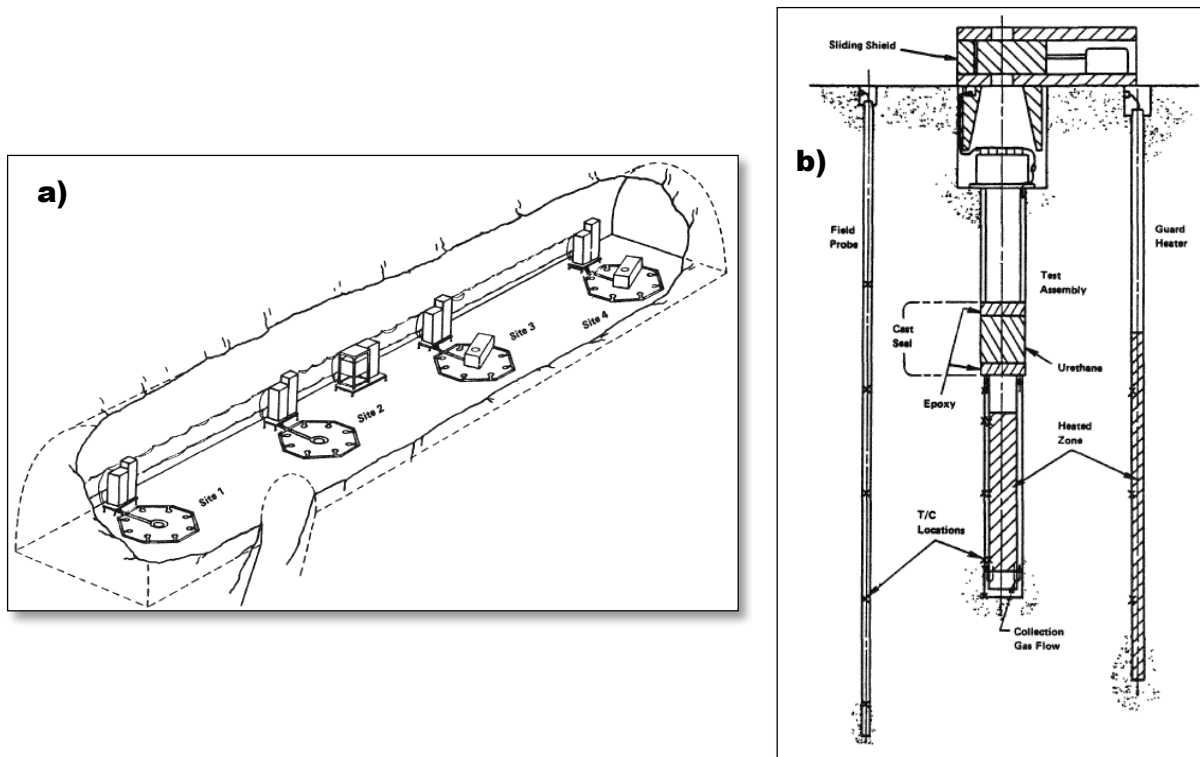 a)
Site 1
Site 2
Site 3
Site 4
b)
Sliding Shield
Field
Probe
Guard
Heater
Test
Assembly
Cast
Seal
Urethane
Epoxy
Heated
Zone
T/C
Locations
Collection
Gas Flow